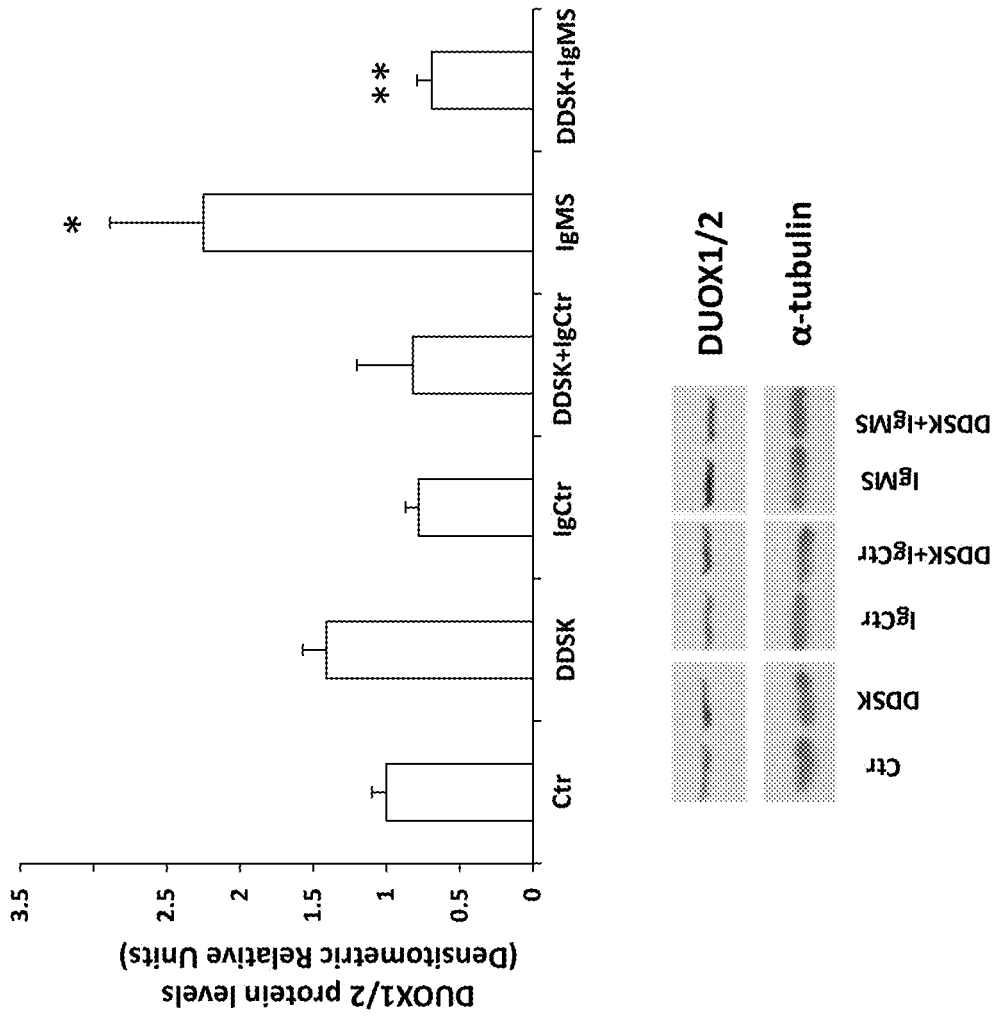 DUOX1/2 protein levels
(Densitometric Relative Units)
3.5
2.5
2
1.5
1
0.5
0
Ctr
DDSK
IgCtr
DDSK+IgCtr
IgMS
DDSK+IgMS
*
**
DUOX1/2
α-tubulin
Ctr
DDSK
IgCtr
DDSK+IgCtr
IgMS
DDSK+IgMS